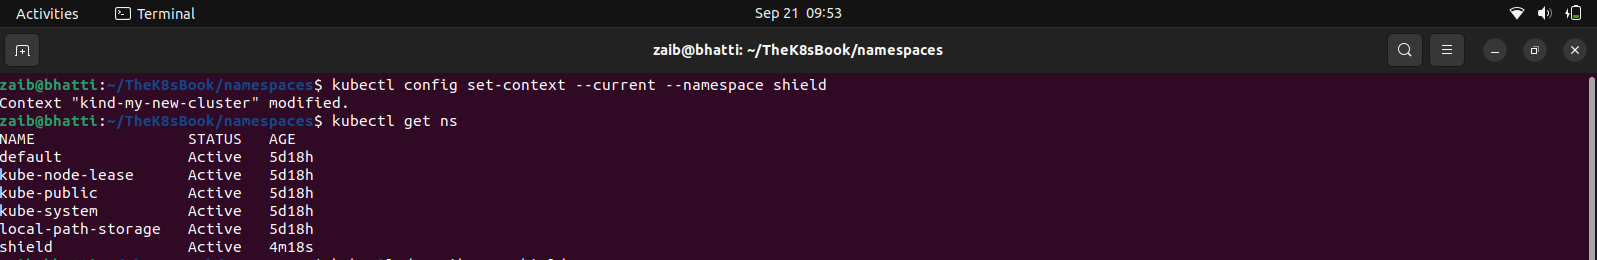 Activities Terminal Sep 21 09:53
zaib@bhatti: ~/TheK8sBook/namespaces
zaib@bhatti:~/TheK8sBook/namespaces$ kubectl config set-context --current --namespace shield
Context "kind-my-new-cluster" modified.
zaib@bhatti:~/TheK8sBook/namespaces$ kubectl get ns
NAME STATUS AGE
default Active 5d18h
kube-node-lease Active 5d18h
kube-public Active 5d18h
kube-system Active 5d18h
local-path-storage Active 5d18h
shield Active 4m18s